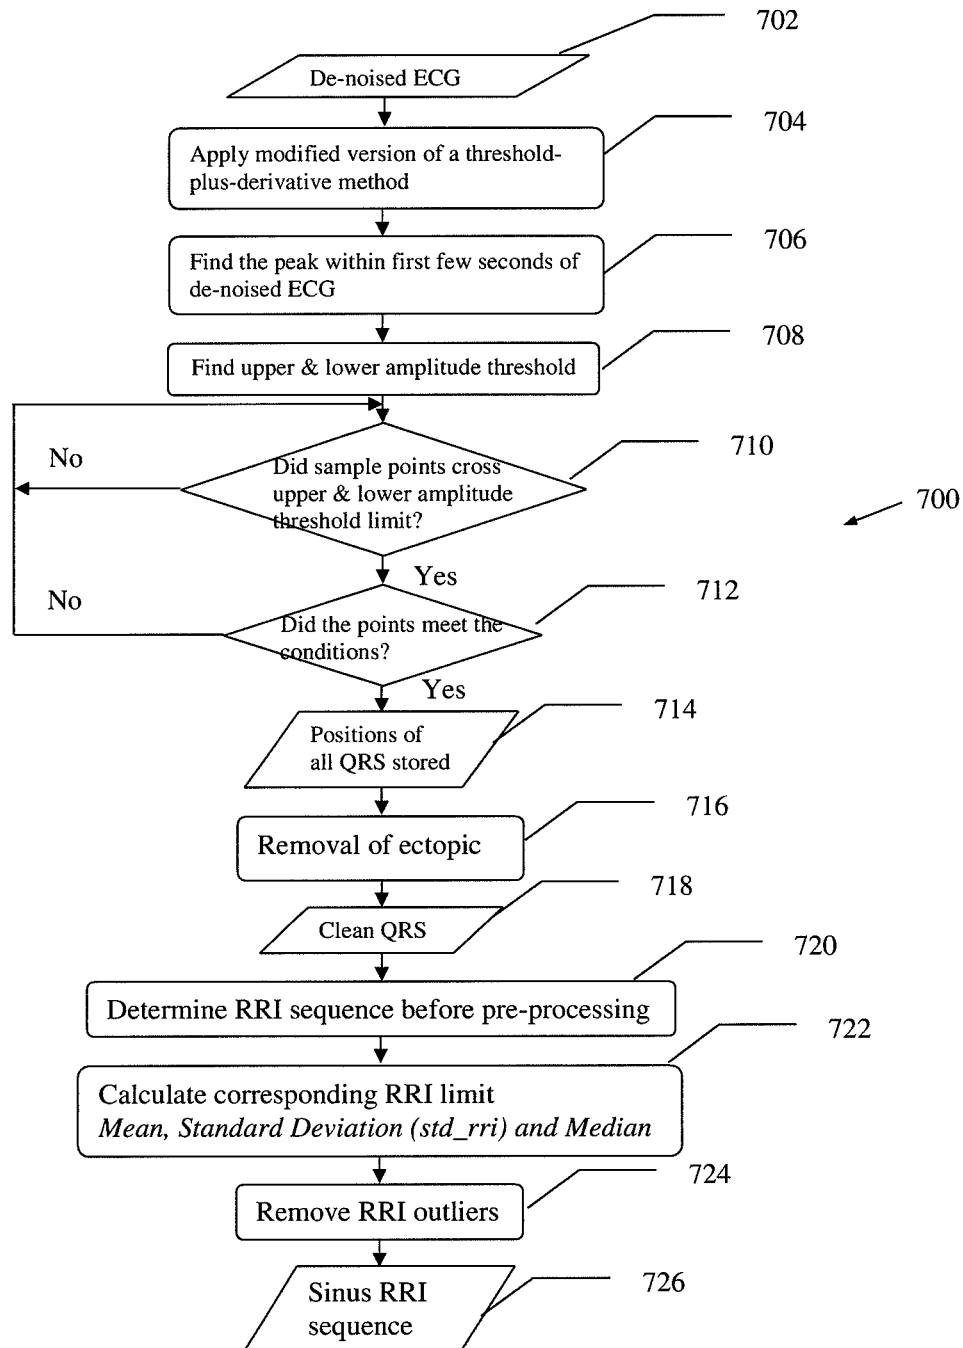 702
De-noised ECG
704
Apply modified version of a threshold-
plus-derivative method
706
Find the peak within first few seconds of
de-noised ECG
708
Find upper & lower amplitude threshold
No
710
Did sample points cross
upper & lower amplitude
threshold limit?
700
Yes
712
No
Did the points meet the
conditions?
Yes
714
Positions of
all QRS stored
716
Removal of ectopic
718
Clean QRS
720
Determine RRI sequence before pre-processing
722
Calculate corresponding RRI limit
Mean, Standard Deviation (std_rri) and Median
724
Remove RRI outliers
726
Sinus RRI
sequence